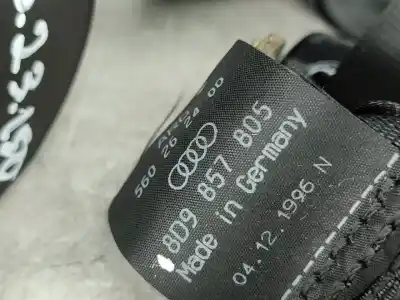 560 26 24 00
8D9 857 805
Made in Germany
04.12.1996 N